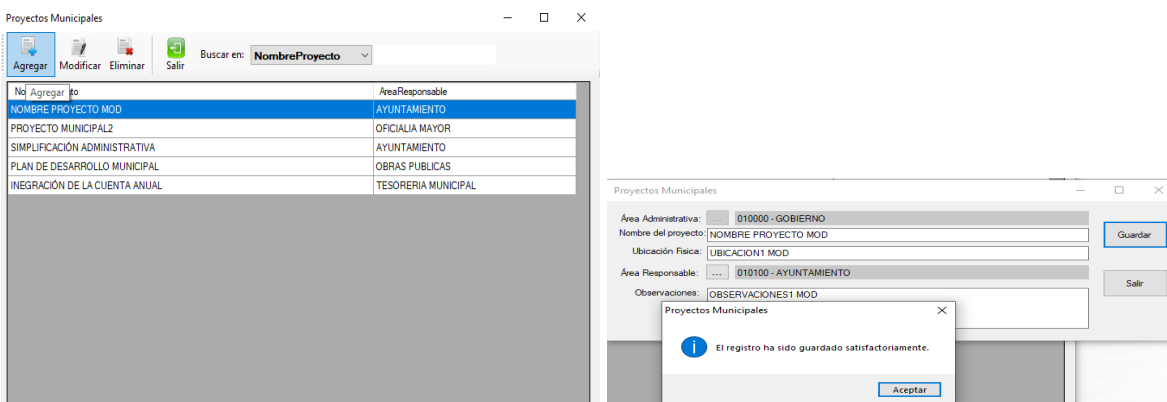 Proyectos Municipales
Agregar Modificar Eliminar Salir Buscar en: NombreProyecto
No Agregar to AreaResponsable
NOMBRE PROYECTO MOD AYUNTAMIENTO
PROYECTO MUNICIPAL2 OFICIALIA MAYOR
SIMPLIFICACIÓN ADMINISTRATIVA AYUNTAMIENTO
PLAN DE DESARROLLO MUNICIPAL OBRAS PUBLICAS
INEGRACIÓN DE LA CUENTA ANUAL TESORERIA MUNICIPAL
Proyectos Municipales
Área Administrativa: ... 010000 - GOBIERNO
Nombre del proyecto: NOMBRE PROYECTO MOD
Guardar
Ubicación Fisica: UBICACION1 MOD
Área Responsable: ... 010100 - AYUNTAMIENTO
Salir
Observaciones: OBSERVACIONES1 MOD
Proyectos Municipales
El registro ha sido guardado satisfactoriamente.
Aceptar